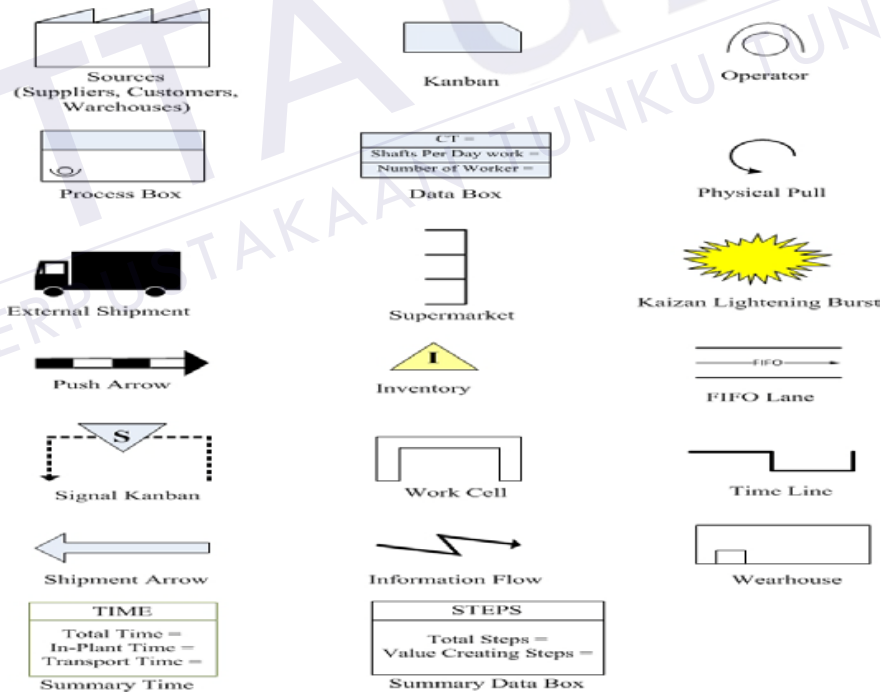 Sources
(Suppliers, Customers,
Warehouses)
Kanban
Operator
Process Box
CT =
Shafts Per Day work =
Number of Worker =
Data Box
Physical Pull
External Shipment
Supermarket
Kaizan Lightening Burst
Push Arrow
I
Inventory
FIFO
FIFO Lane
S
Signal Kanban
Work Cell
Time Line
Shipment Arrow
Information Flow
Wearhouse
TIME
Total Time =
In-Plant Time =
Transport Time =
Summary Time
STEPS
Total Steps =
Value Creating Steps =
Summary Data Box
PERPUSTAKAAN TUNKU TUN